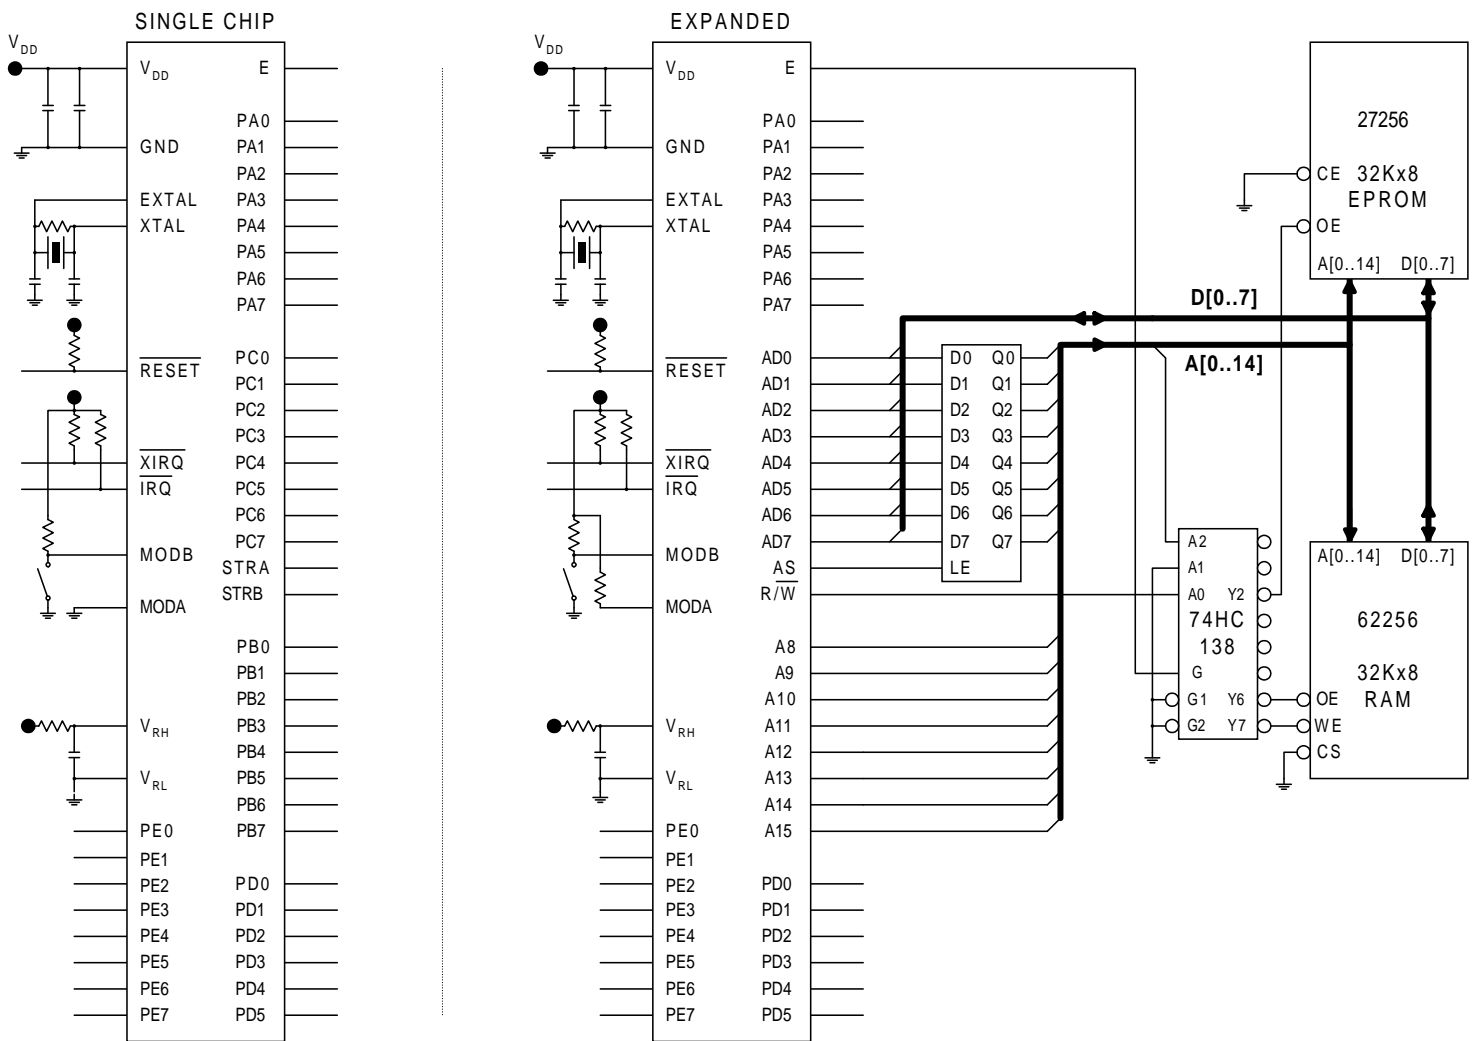 SINGLE CHIP
VDD
VDD
E
PA0
GND
PA1
PA2
EXTAL
PA3
XTAL
PA4
PA5
PA6
PA7
PC0
RESET
PC1
PC2
PC3
XIRQ
PC4
IRQ
PC5
PC6
PC7
MODB
STRA
STRB
MODA
PB0
PB1
PB2
VRH
PB3
PB4
VRL
PB5
PB6
PE0
PB7
PE1
PE2
PD0
PE3
PD1
PE4
PD2
PE5
PD3
PE6
PD4
PE7
PD5
EXPANDED
VDD
VDD
E
PA0
GND
PA1
PA2
EXTAL
PA3
XTAL
PA4
PA5
PA6
PA7
AD0
RESET
AD1
AD2
AD3
XIRQ
AD4
IRQ
AD5
AD6
AD7
MODB
AS
R/W
MODA
A8
A9
A10
VRH
A11
A12
VRL
A13
A14
PE0
A15
PE1
PE2
PD0
PE3
PD1
PE4
PD2
PE5
PD3
PE6
PD4
PE7
PD5
D0 Q0
D1 Q1
D2 Q2
D3 Q3
D4 Q4
D5 Q5
D6 Q6
D7 Q7
LE
D[0..7]
A[0..14]
A2
A1
A0 Y2
74HC
138
G
G1 Y6
G2 Y7
27256
CE 32Kx8
EPROM
OE
A[0..14] D[0..7]
A[0..14] D[0..7]
62256
32Kx8
OE RAM
WE
CS